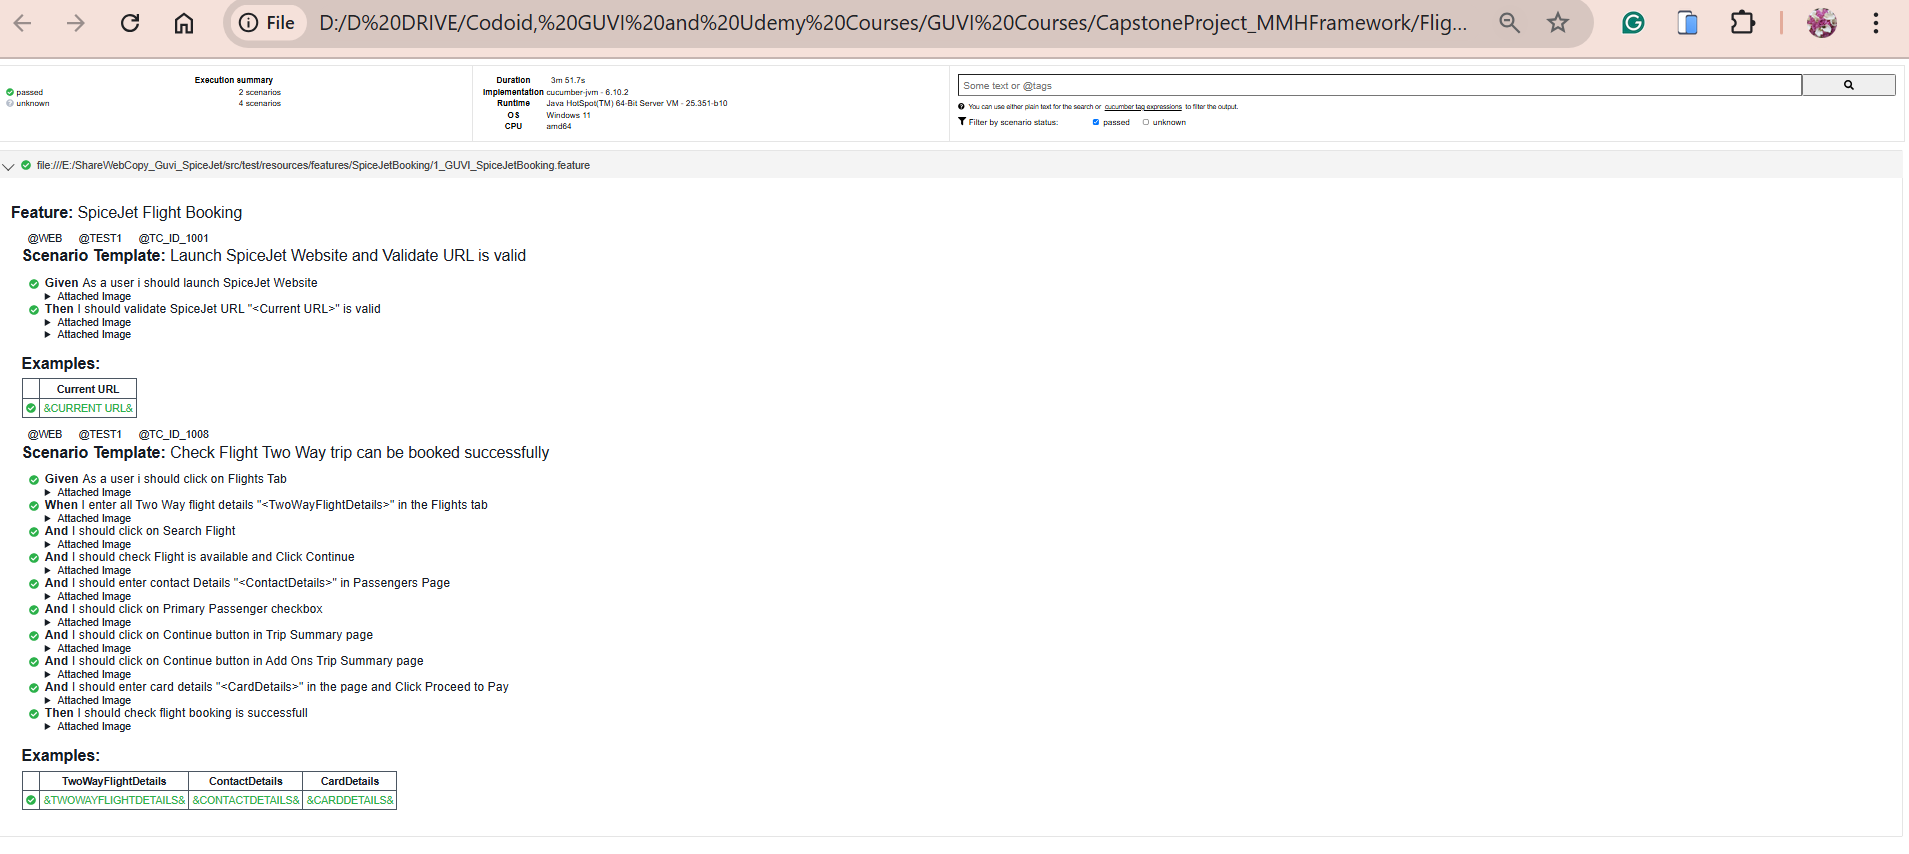 File D:/D%20DRIVE/Codoid,%20GUVI%20and%20Udemy%20Courses/GUVI%20Courses/CapstoneProject_MMHFramework/Flig...
Execution summary
passed 2 scenarios
unknown 4 scenarios
Duration 3m 51.7s
Implementation cucumber-jvm - 6.10.2
Runtime Java HotSpot(TM) 64-Bit Server VM - 25.351-b10
OS Windows 11
CPU amd64
Some text or @tags
You can use either plain text for the search or cucumber tag expressions to filter the output.
Filter by scenario status: passed unknown
file:///E:/ShareWebCopy_Guvi_SpiceJet/src/test/resources/features/SpiceJetBooking/1_GUVI_SpiceJetBooking.feature
Feature: SpiceJet Flight Booking
@WEB @TEST1 @TC_ID_1001
Scenario Template: Launch SpiceJet Website and Validate URL is valid
Given As a user i should launch SpiceJet Website
Attached Image
Then I should validate SpiceJet URL "<Current URL>" is valid
Attached Image
Attached Image
Examples:
Current URL
&CURRENT URL&
@WEB @TEST1 @TC_ID_1008
Scenario Template: Check Flight Two Way trip can be booked successfully
Given As a user i should click on Flights Tab
Attached Image
When I enter all Two Way flight details "<TwoWayFlightDetails>" in the Flights tab
Attached Image
And I should click on Search Flight
Attached Image
And I should check Flight is available and Click Continue
Attached Image
And I should enter contact Details "<ContactDetails>" in Passengers Page
Attached Image
And I should click on Primary Passenger checkbox
Attached Image
And I should click on Continue button in Trip Summary page
Attached Image
And I should click on Continue button in Add Ons Trip Summary page
Attached Image
And I should enter card details "<CardDetails>" in the page and Click Proceed to Pay
Attached Image
Then I should check flight booking is successfull
Attached Image
Examples:
TwoWayFlightDetails ContactDetails CardDetails
&TWOWAYFLIGHTDETAILS& &CONTACTDETAILS& &CARDDETAILS&